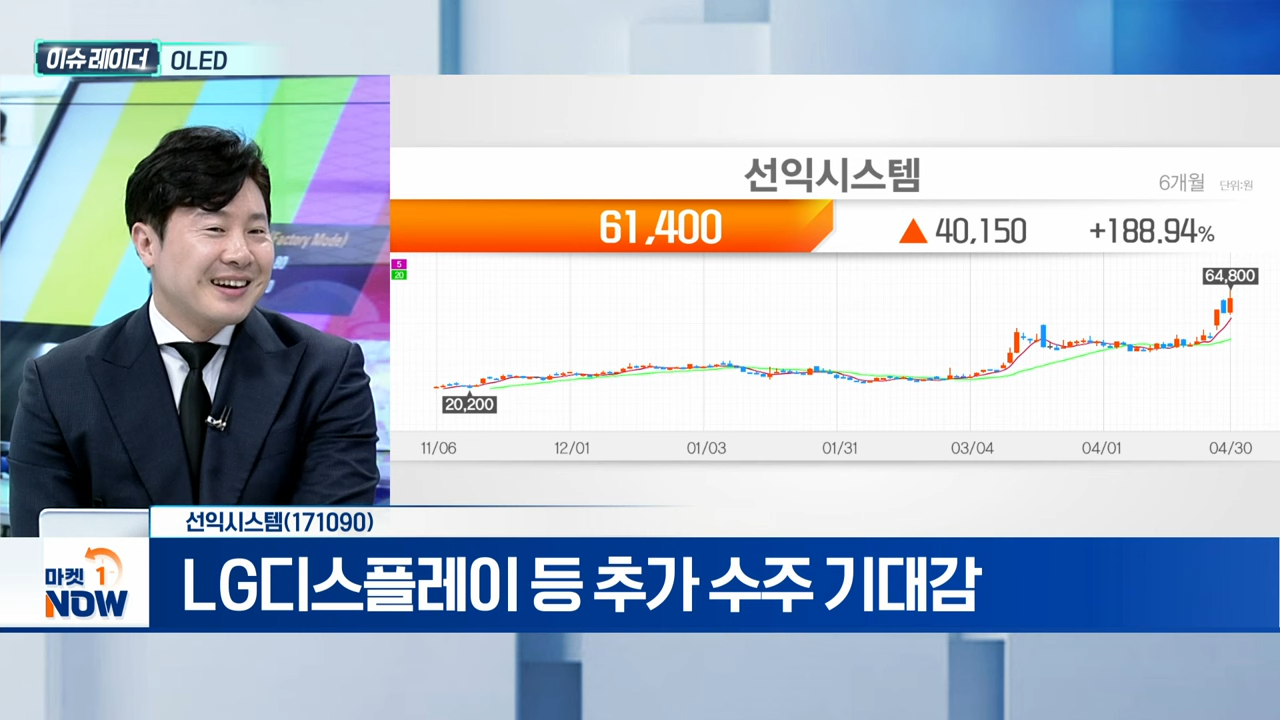 이슈 레이더 OLED
(Factory Mode)
선익시스템
6개월 단위:원
61,400 ▲ 40,150 +188.94%
5
20
64,800
20,200
11/06 12/01 01/03 01/31 03/04 04/01 04/30
선익시스템(171090)
마켓 1
NOW
LG디스플레이 등 추가 수주 기대감